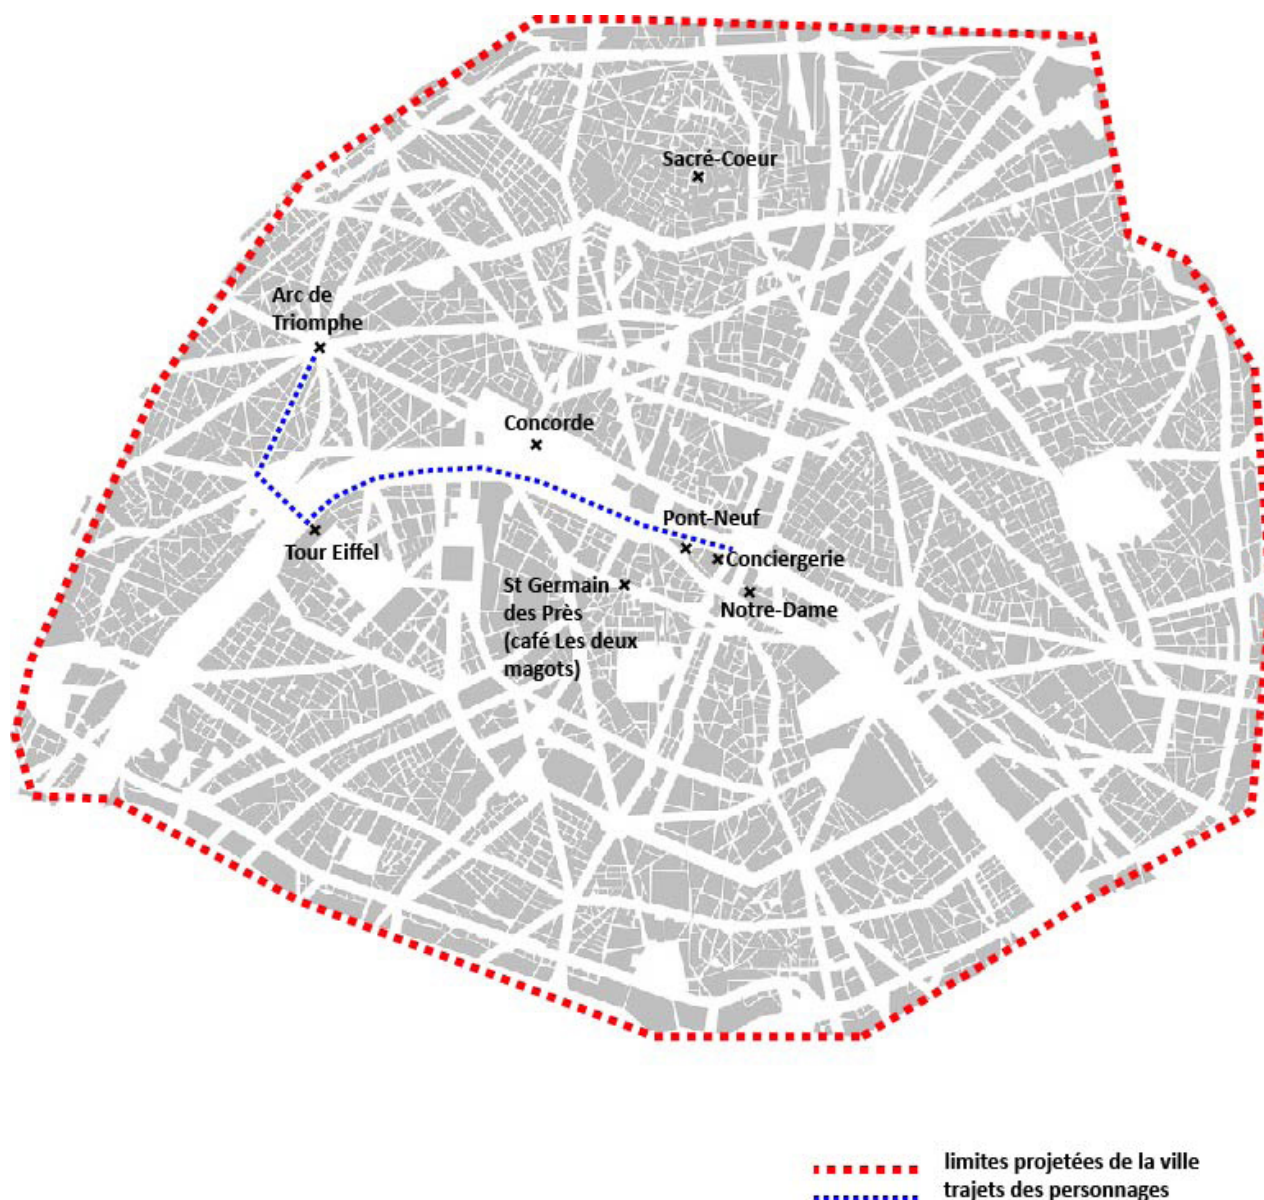 Sacré-Coeur
Arc de
Triomphe
Concorde
Pont-Neuf
Tour Eiffel
Conciergerie
St Germain
des Près
(café Les deux
magots)
Notre-Dame
limites projetées de la ville
trajets des personnages